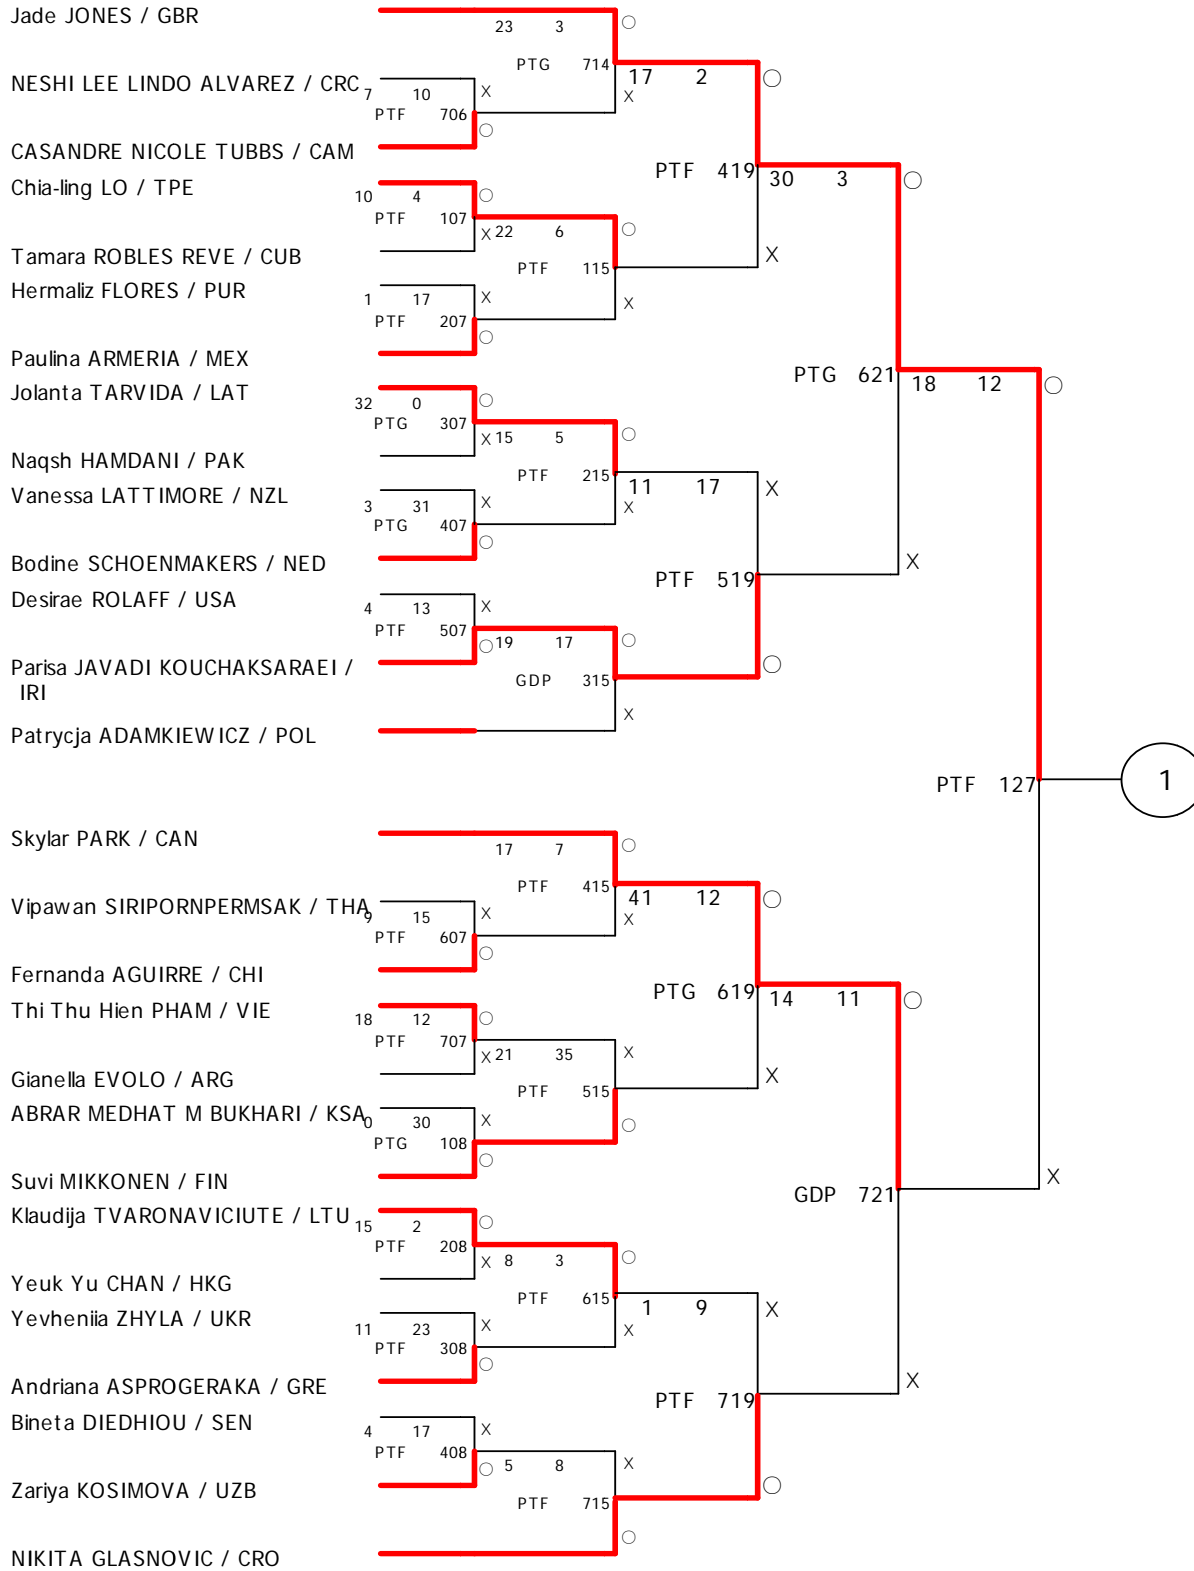 Jade JONES / GBR
23 3
PTG 714
17 2
NESHI LEE LINDO ALVAREZ / CRC
7 10
X
X
PTF 706
CASANDRE NICOLE TUBBS / CAM
PTF 419
30 3
Chia-ling LO / TPE
10 4
PTF 107
X
22 6
Tamara ROBLES REVE / CUB
PTF 115
X
Hermaliz FLORES / PUR
1 17
X
X
PTF 207
Paulina ARMERIA / MEX
PTG 621
18 12
Jolanta TARVIDA / LAT
32 0
PTG 307
X
15 5
Naqsh HAMDANI / PAK
PTF 215
11 17
X
Vanessa LATTIMORE / NZL
3 31
X
X
PTG 407
Bodine SCHOENMAKERS / NED
X
PTF 519
Desirae ROLAFF / USA
4 13
X
PTF 507
19 17
Parisa JAVADI KOUCHAKSARAEI /
IRI
GDP 315
X
Patrycja ADAMKIEWICZ / POL
PTF 127
1
Skylar PARK / CAN
17 7
PTF 415
41 12
Vipawan SIRIPORNPERMSAK / THA
9 15
X
X
PTF 607
Fernanda AGUIRRE / CHI
PTG 619
14 11
Thi Thu Hien PHAM / VIE
18 12
PTF 707
X
21 35
X
Gianella EVOLO / ARG
X
PTF 515
ABRAR MEDHAT M BUKHARI / KSA
0 30
X
PTG 108
Suvi MIKKONEN / FIN
X
GDP 721
Klaudija TVARONAVICIUTE / LTU
15 2
PTF 208
X
8 3
Yeuk Yu CHAN / HKG
PTF 615
1 9
X
Yevheniia ZHYLA / UKR
11 23
X
X
PTF 308
Andriana ASPROGERAKA / GRE
X
PTF 719
Bineta DIEDHIOU / SEN
4 17
X
PTF 408
5 8
X
Zariya KOSIMOVA / UZB
PTF 715
NIKITA GLASNOVIC / CRO